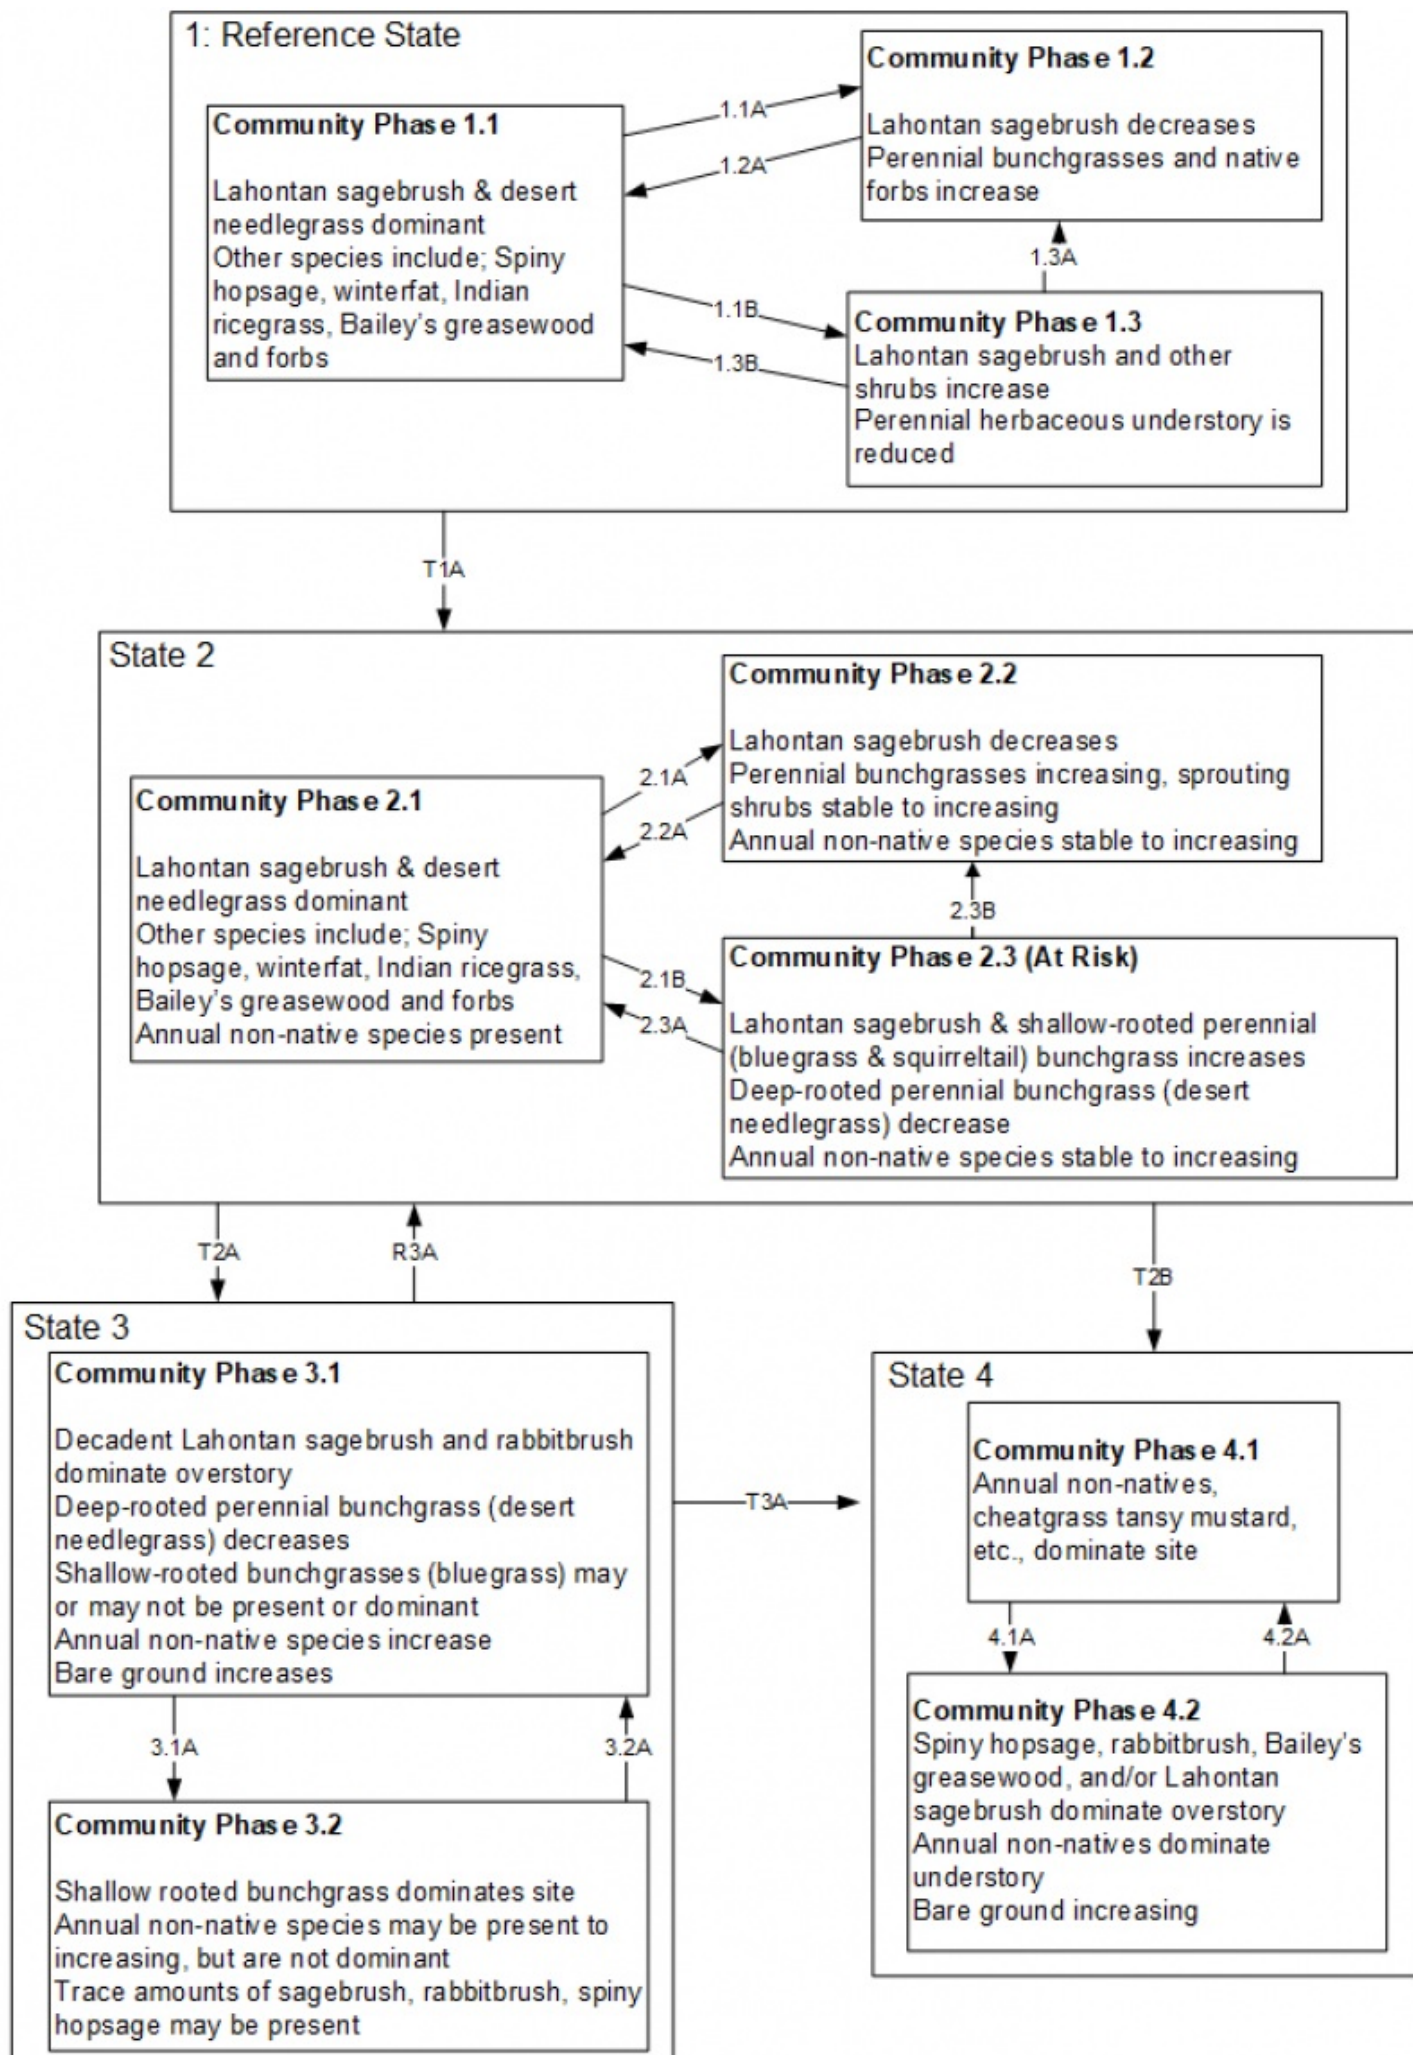 1: Reference State
Community Phase 1.1
Lahontan sagebrush & desert
needlegrass dominant
Other species include; Spiny
hopsage, winterfat, Indian
ricegrass, Bailey's greasewood
and forbs
1.1A
1.2A
1.1B
1.3B
Community Phase 1.2
Lahontan sagebrush decreases
Perennial bunchgrasses and native
forbs increase
1.3A
Community Phase 1.3
Lahontan sagebrush and other
shrubs increase
Perennial herbaceous understory is
reduced
T1A
State 2
Community Phase 2.1
Lahontan sagebrush & desert
needlegrass dominant
Other species include; Spiny
hopsage, winterfat, Indian ricegrass,
Bailey's greasewood and forbs
Annual non-native species present
2.1A
2.2A
2.1B
2.3A
Community Phase 2.2
Lahontan sagebrush decreases
Perennial bunchgrasses increasing, sprouting
shrubs stable to increasing
Annual non-native species stable to increasing
2.3B
Community Phase 2.3 (At Risk)
Lahontan sagebrush & shallow-rooted perennial
(bluegrass & squirreltail) bunchgrass increases
Deep-rooted perennial bunchgrass (desert
needlegrass) decrease
Annual non-native species stable to increasing
T2A
R3A
T2B
State 3
Community Phase 3.1
Decadent Lahontan sagebrush and rabbitbrush
dominate overstory
Deep-rooted perennial bunchgrass (desert
needlegrass) decreases
Shallow-rooted bunchgrasses (bluegrass) may
or may not be present or dominant
Annual non-native species increase
Bare ground increases
3.1A
3.2A
Community Phase 3.2
Shallow rooted bunchgrass dominates site
Annual non-native species may be present to
increasing, but are not dominant
Trace amounts of sagebrush, rabbitbrush, spiny
hopsage may be present
T3A
State 4
Community Phase 4.1
Annual non-natives,
cheatgrass tansy mustard,
etc., dominate site
4.1A
4.2A
Community Phase 4.2
Spiny hopsage, rabbitbrush, Bailey's
greasewood, and/or Lahontan
sagebrush dominate overstory
Annual non-natives dominate
understory
Bare ground increasing